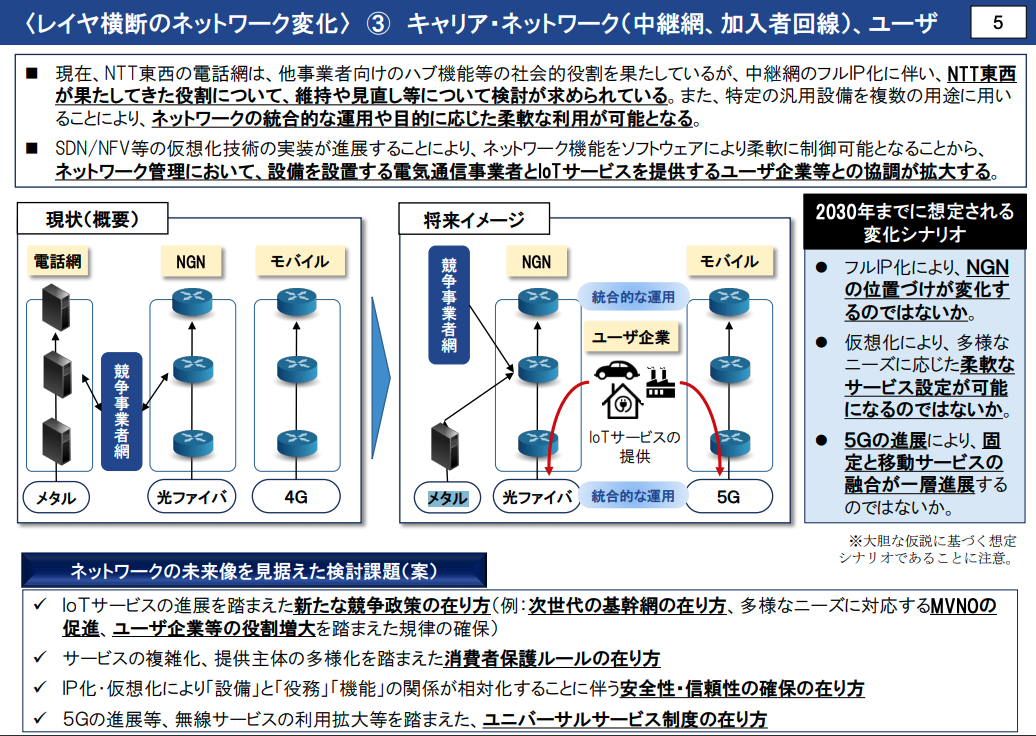 〈レイヤ横断のネットワーク変化〉 ③ キャリア・ネットワーク（中継網、加入者回線）、ユーザ
5
■ 現在、NTT東西の電話網は、他事業者向けのハブ機能等の社会的役割を果たしているが、中継網のフルIP化に伴い、NTT東西
が果たしてきた役割について、維持や見直し等について検討が求められている。また、特定の汎用設備を複数の用途に用い
ることにより、ネットワークの統合的な運用や目的に応じた柔軟な利用が可能となる。
■ SDN/NFV等の仮想化技術の実装が進展することにより、ネットワーク機能をソフトウェアにより柔軟に制御可能となることから、
ネットワーク管理において、設備を設置する電気通信事業者とIoTサービスを提供するユーザ企業等との協調が拡大する。
現状（概要）
電話網
NGN
モバイル
競争事業者網
メタル
光ファイバ
4G
将来イメージ
競争事業者網
NGN
モバイル
統合的な運用
ユーザ企業
IoTサービスの
提供
メタル
光ファイバ
統合的な運用
5G
2030年までに想定される
変化シナリオ
● フルIP化により、NGN
の位置づけが変化す
るのではないか。
● 仮想化により、多様な
ニーズに応じた柔軟な
サービス設定が可能
になるのではないか。
● 5Gの進展により、固
定と移動サービスの
融合が一層進展する
のではないか。
※大胆な仮説に基づく想定
シナリオであることに注意。
ネットワークの未来像を見据えた検討課題（案）
✓ IoTサービスの進展を踏まえた新たな競争政策の在り方（例：次世代の基幹網の在り方、多様なニーズに対応するMVNOの
促進、ユーザ企業等の役割増大を踏まえた規律の確保）
✓ サービスの複雑化、提供主体の多様化を踏まえた消費者保護ルールの在り方
✓ IP化・仮想化により「設備」と「役務」「機能」の関係が相対化することに伴う安全性・信頼性の確保の在り方
✓ 5Gの進展等、無線サービスの利用拡大等を踏まえた、ユニバーサルサービス制度の在り方